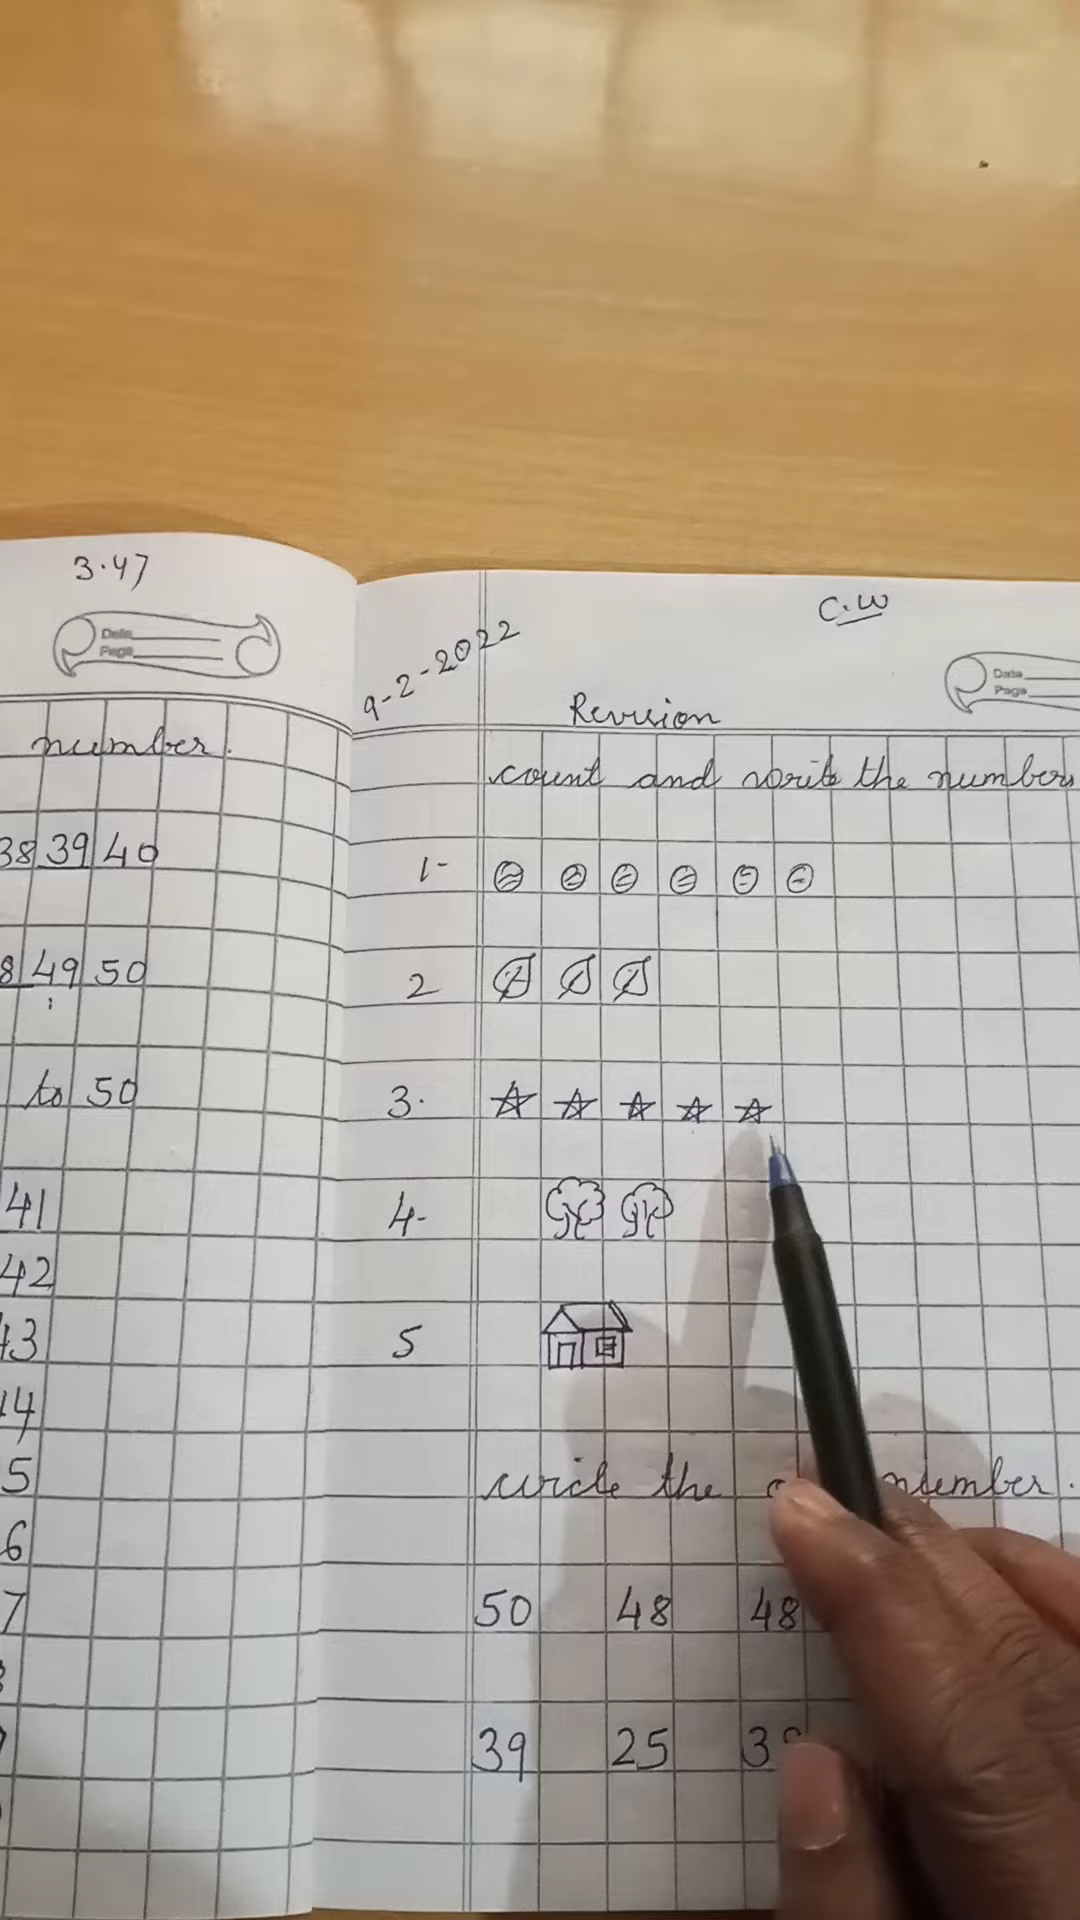 3.47
Date
Page
number.
38 39 40
8 49 50
to 50
41
42
43
44
5
6
7
C.W
9-2-2022
Date
Page
Revision
count and write the numbers
1-
2
3.
4-
5
circle the number.
50 48 48
39 25